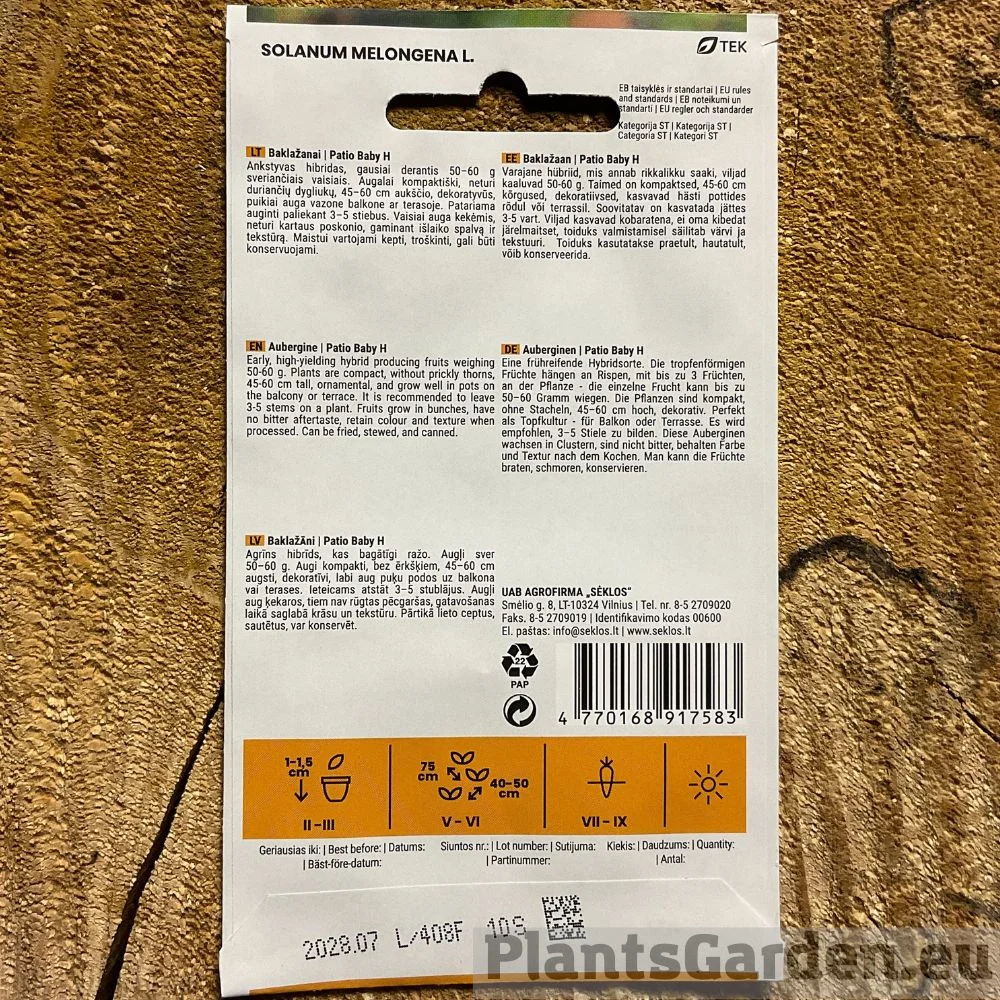 SOLANUM MELONGENA L.
TEK
EB taisyklės ir standartai | EU rules
and standards | EB noteikumi un
standarti | EU regler och standarder
Kategorija ST | Kategorija ST |
Categoria ST | Kategori ST
LT Baklažanai | Patio Baby H
Ankstyvas hibridas, gausiai derantis 50–60 g
sveriančiais vaisiais. Augalai kompaktiški, neturi
duriančių dygliukų, 45–60 cm aukščio, dekoratyvūs,
puikiai auga vazone balkone ar terasoje. Patariama
auginti paliekant 3–5 stiebus. Vaisiai auga kekėmis,
neturi kartaus poskonio, gaminant išlaiko spalvą ir
tekstūrą. Maistui vartojami kepti, troškinti, gali būti
konservuojami.
EE Baklažaan | Patio Baby H
Varajane hübriid, mis annab rikkalikku saaki, viljad
kaaluvad 50-60 g. Taimed on kompaktsed, 45-60 cm
kõrgused, dekoratiivsed, kasvavad hästi pottides
rõdul või terrassil. Soovitatav on kasvatada jättes
3-5 vart. Viljad kasvavad kobaratena, ei oma kibedat
järelmaitset, toiduks valmistamisel säilitab värvi ja
tekstuuri. Toiduks kasutatakse praetult, hautatult,
võib konserveerida.
EN Aubergine | Patio Baby H
Early, high-yielding hybrid producing fruits weighing
50-60 g. Plants are compact, without prickly thorns,
45-60 cm tall, ornamental, and grow well in pots on
the balcony or terrace. It is recommended to leave
3-5 stems on a plant. Fruits grow in bunches, have
no bitter aftertaste, retain colour and texture when
processed. Can be fried, stewed, and canned.
DE Auberginen | Patio Baby H
Eine frühreifende Hybridsorte. Die tropfenförmigen
Früchte hängen an Rispen, mit bis zu 3 Früchten,
an der Pflanze - die einzelne Frucht kann bis zu
50–60 Gramm wiegen. Die Pflanzen sind kompakt,
ohne Stacheln, 45–60 cm hoch, dekorativ. Perfekt
als Topfkultur - für Balkon oder Terrasse. Es wird
empfohlen, 3–5 Stiele zu bilden. Diese Auberginen
wachsen in Clustern, sind nicht bitter, behalten Farbe
und Textur nach dem Kochen. Man kann die Früchte
braten, schmoren, konservieren.
LV BaklažĀni | Patio Baby H
Agrīns hibrīds, kas bagātīgi ražo. Augļi sver
50–60 g. Augi kompakti, bez ērkšķiem, 45–60 cm
augsti, dekoratīvi, labi aug puķu podos uz balkona
vai terases. Ieteicams atstāt 3–5 stublājus. Augļi
aug ķekaros, tiem nav rūgtas pēcgaršas, gatavošanas
laikā saglabā krāsu un tekstūru. Pārtikā lieto ceptus,
sautētus, var konservēt.
UAB AGROFIRMA „SĖKLOS“
Smėlio g. 8, LT-10324 Vilnius | Tel. nr. 8-5 2709020
Faks. 8-5 2709019 | Identifikavimo kodas 00600
El. paštas: info@seklos.lt | www.seklos.lt
22
PAP
4 770168 917583
1-1,5
cm
II-III
75
cm
40-50
cm
V - VI
VII - IX
Geriausias iki: | Best before: | Datums:
| Bäst-före-datum:
Siuntos nr.: | Lot number: | Sutijuma:
| Partinummer:
Kiekis: | Daudzums: | Quantity:
| Antal:
2028.07 L/408F 10S
PlantsGarden.eu